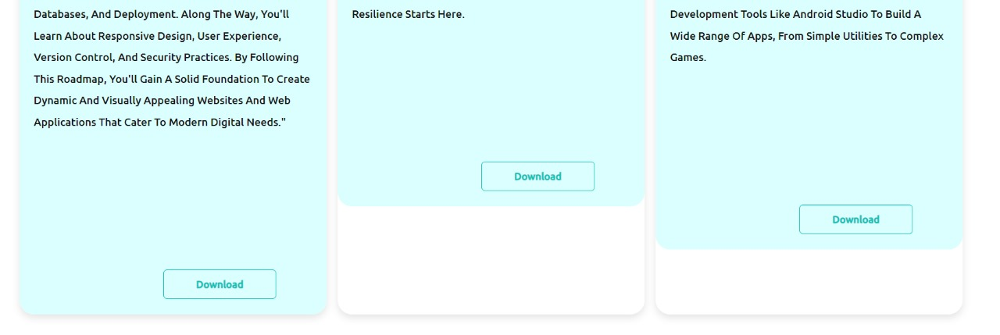 Databases, And Deployment. Along The Way, You'll
Learn About Responsive Design, User Experience,
Version Control, And Security Practices. By Following
This Roadmap, You'll Gain A Solid Foundation To Create
Dynamic And Visually Appealing Websites And Web
Applications That Cater To Modern Digital Needs."
Download
Resilience Starts Here.
Download
Development Tools Like Android Studio To Build A
Wide Range Of Apps, From Simple Utilities To Complex
Games.
Download